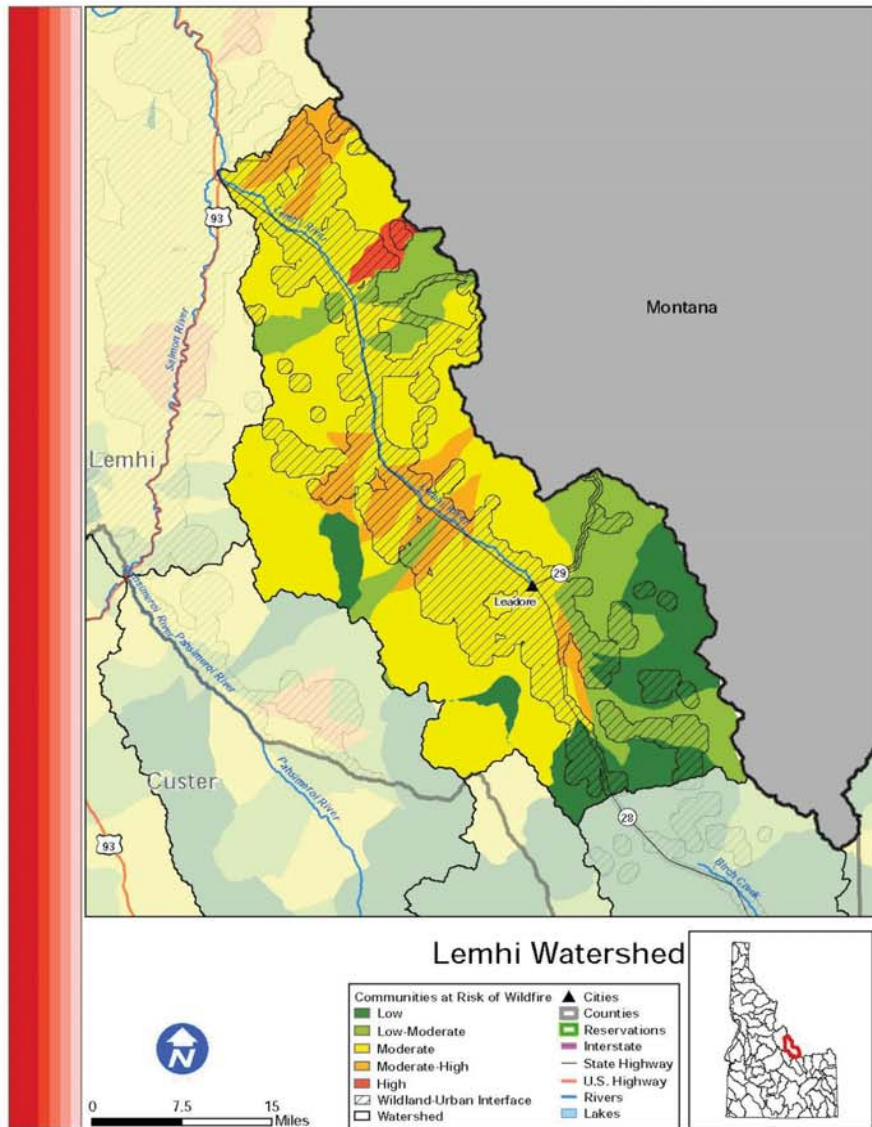 Lemhi River
93
Montana
Salmon River
Lemhi
Lemhi River
29
Leadore
Pahsimeroi River
Pahsimeroi River
Custer
Pahsimeroi River
28
93
Birch Creek
Lemhi Watershed
N
0 7.5 15
Miles
Communities at Risk of Wildfire
Low
Low-Moderate
Moderate
Moderate-High
High
Wildland-Urban Interface
Watershed
Cities
Counties
Reservations
Interstate
State Highway
U.S. Highway
Rivers
Lakes